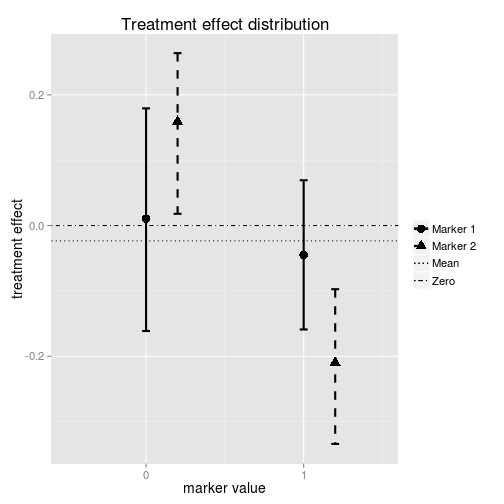 Treatment effect distribution
treatment effect
0.2
0.0
-0.2
0
1
marker value
Marker 1
Marker 2
Mean
Zero